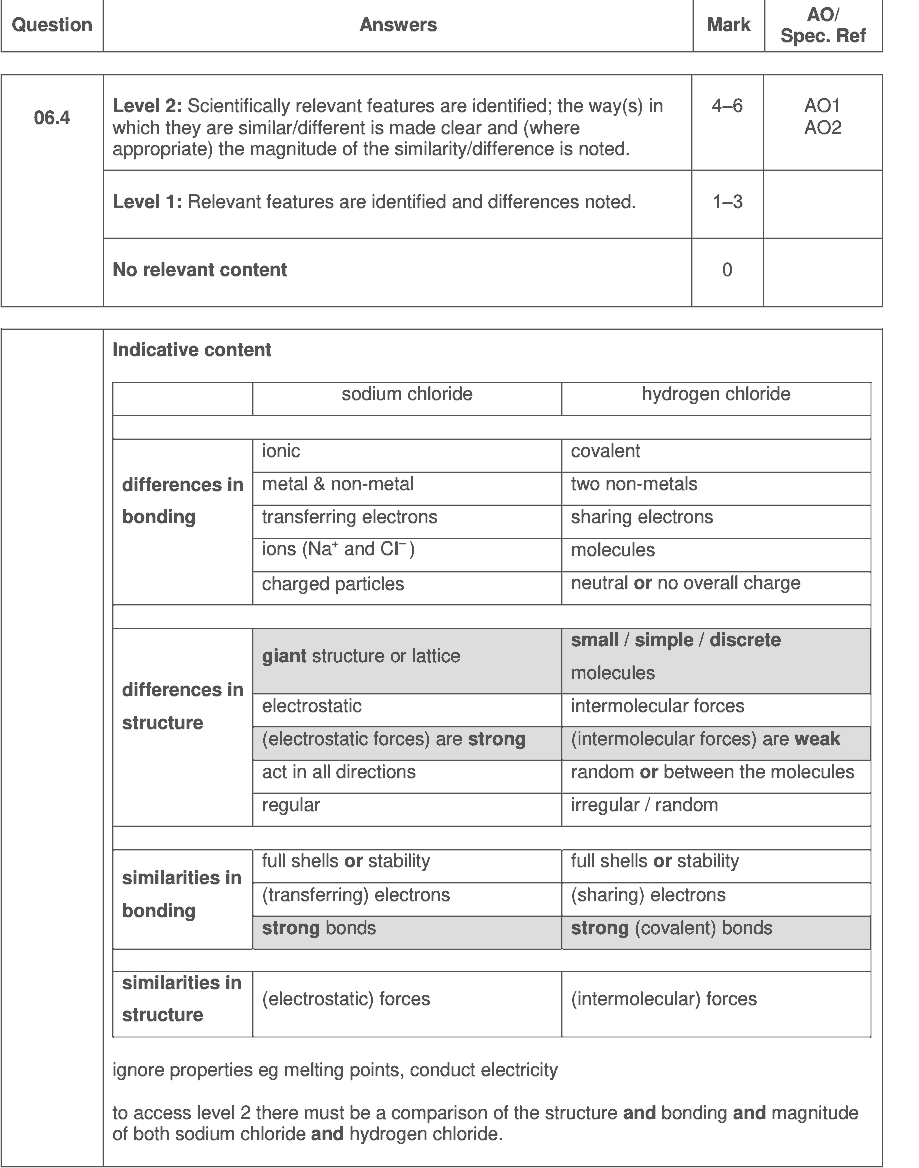 Question Answers Mark AO/
Spec. Ref
06.4 Level 2: Scientifically relevant features are identified; the way(s) in 4–6 AO1
which they are similar/different is made clear and (where AO2
appropriate) the magnitude of the similarity/difference is noted.
Level 1: Relevant features are identified and differences noted. 1–3
No relevant content 0
Indicative content
sodium chloride hydrogen chloride
differences in
bonding
ionic covalent
metal & non-metal two non-metals
transferring electrons sharing electrons
ions (Na⁺ and Cl⁻) molecules
charged particles neutral or no overall charge
differences in
structure
giant structure or lattice small / simple / discrete
molecules
electrostatic intermolecular forces
(electrostatic forces) are strong (intermolecular forces) are weak
act in all directions random or between the molecules
regular irregular / random
similarities in
bonding
full shells or stability full shells or stability
(transferring) electrons (sharing) electrons
strong bonds strong (covalent) bonds
similarities in
structure
(electrostatic) forces (intermolecular) forces
ignore properties eg melting points, conduct electricity
to access level 2 there must be a comparison of the structure and bonding and magnitude
of both sodium chloride and hydrogen chloride.